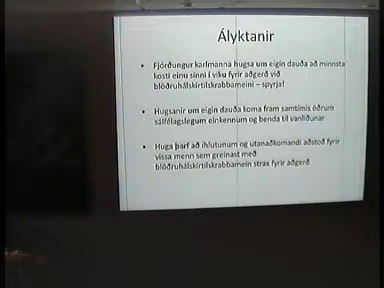 Ályktanir
• Fjórðungur karlmanna hugsa um eigin dauða að minnsta
kosti einu sinni í viku fyrir aðgerð við
blöðruhálskirtilskrabbameini – spyrja!
• Hugsanir um eigin dauða koma fram samtímis öðrum
sálfélagslegum einkennum og benda til vanlíðunar
• Huga þarf að íhlutunum og utanaðkomandi aðstoð fyrir
vissa menn sem greinast með
blöðruhálskirtilskrabbamein strax fyrir aðgerð